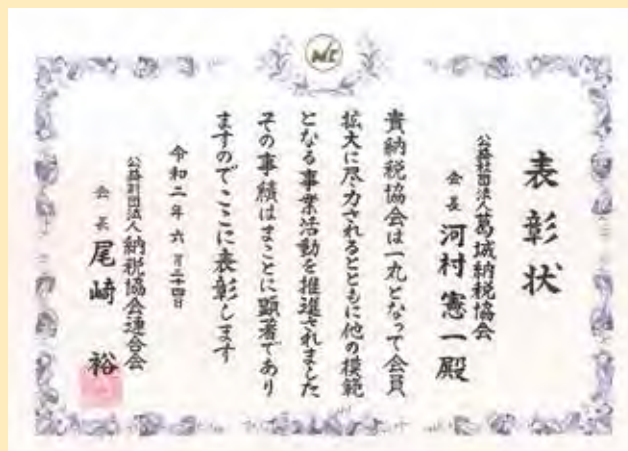 表彰状
公益社団法人葛城納税協会
会長 河村憲一殿
貴納税協会は一丸となって会員
拡大に尽力されるとともに他の模範
となる事業活動を推進されました
その事績はまことに顕著であり
ますのでここに表彰します
令和二年六月二十四日
公益財団法人納税協会連合会
会長 尾崎 裕